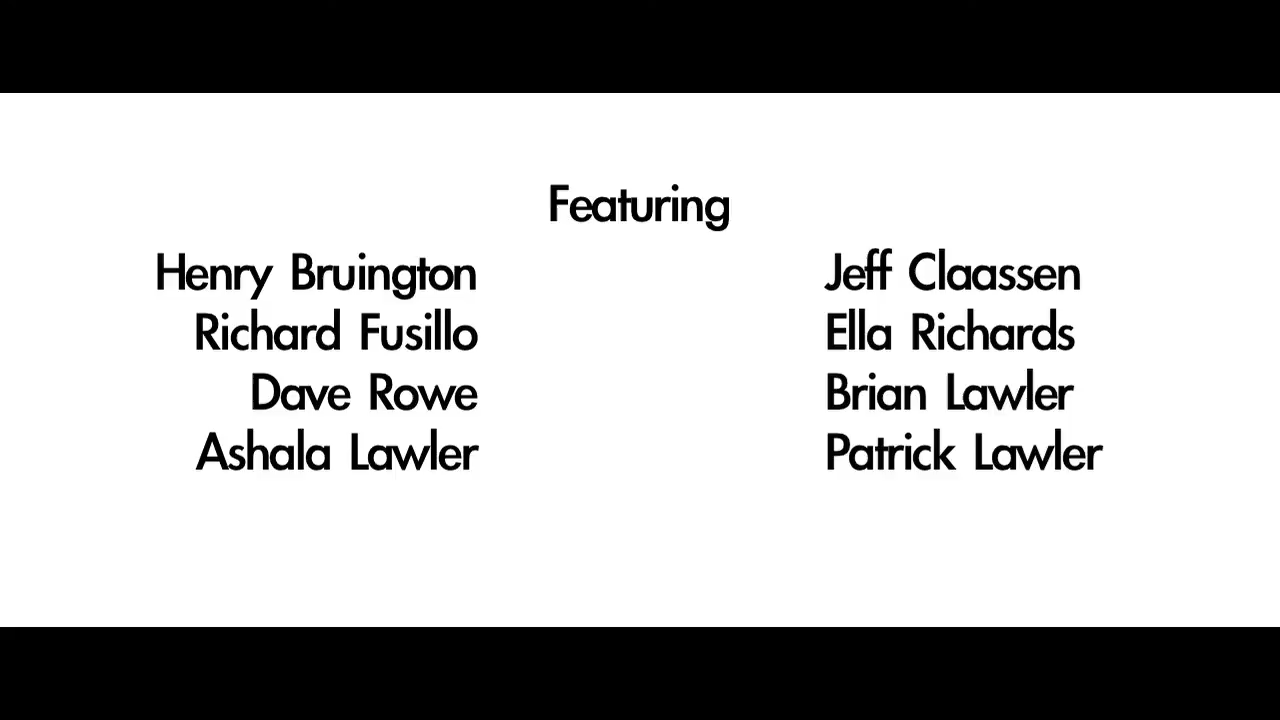 Featuring
Henry Bruington Jeff Claassen
Richard Fusillo Ella Richards
Dave Rowe Brian Lawler
Ashala Lawler Patrick Lawler